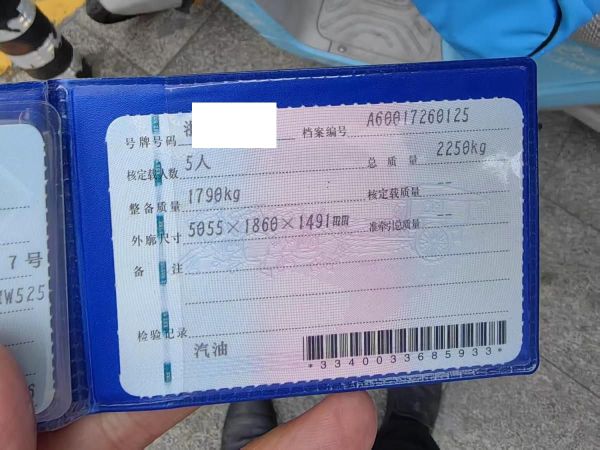 号牌号码 浙 档案编号 A60017260125
核定载人数 5人 总质量 2250kg
整备质量 1790kg 核定载质量 --
外廓尺寸 5055×1860×1491mm 准牵引总质量 --
备注
检验记录 汽油
*3340033685933*
7号
W525
6